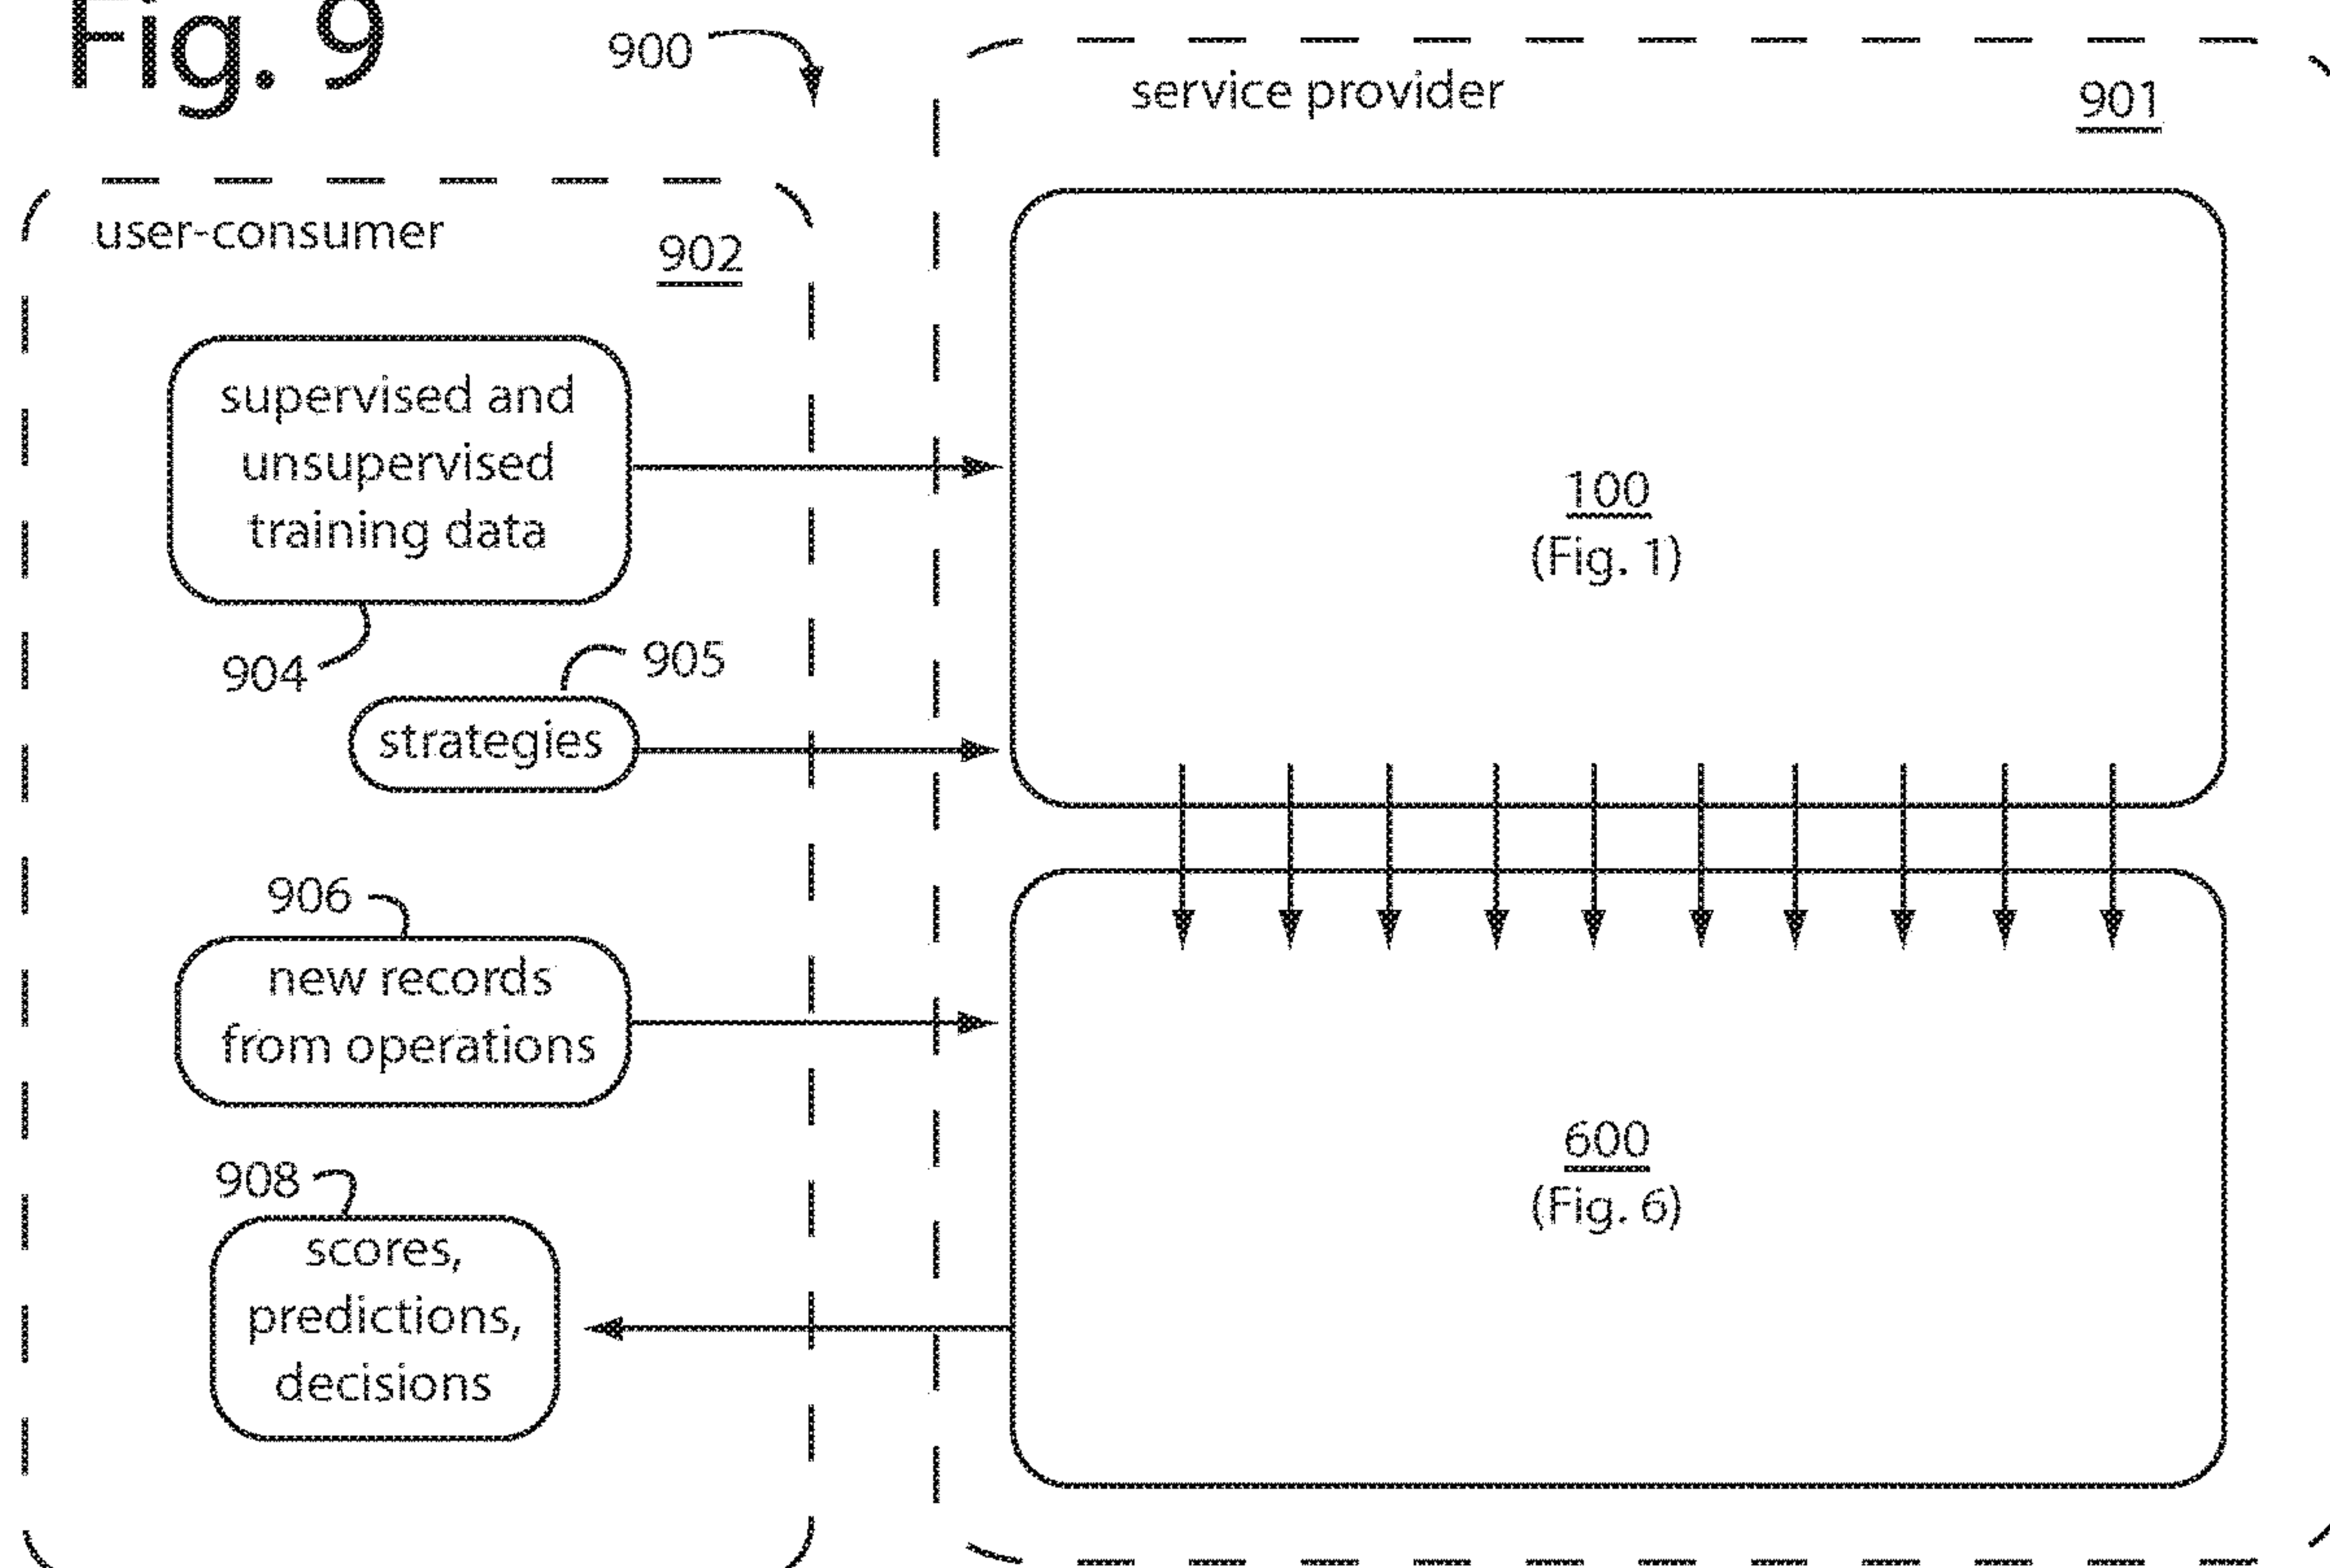 Fig. 9
900
service provider
901
user-consumer
902
supervised and
unsupervised
training data
904
905
strategies
906
new records
from operations
908
scores,
predictions,
decisions
100
(Fig. 1)
600
(Fig. 6)